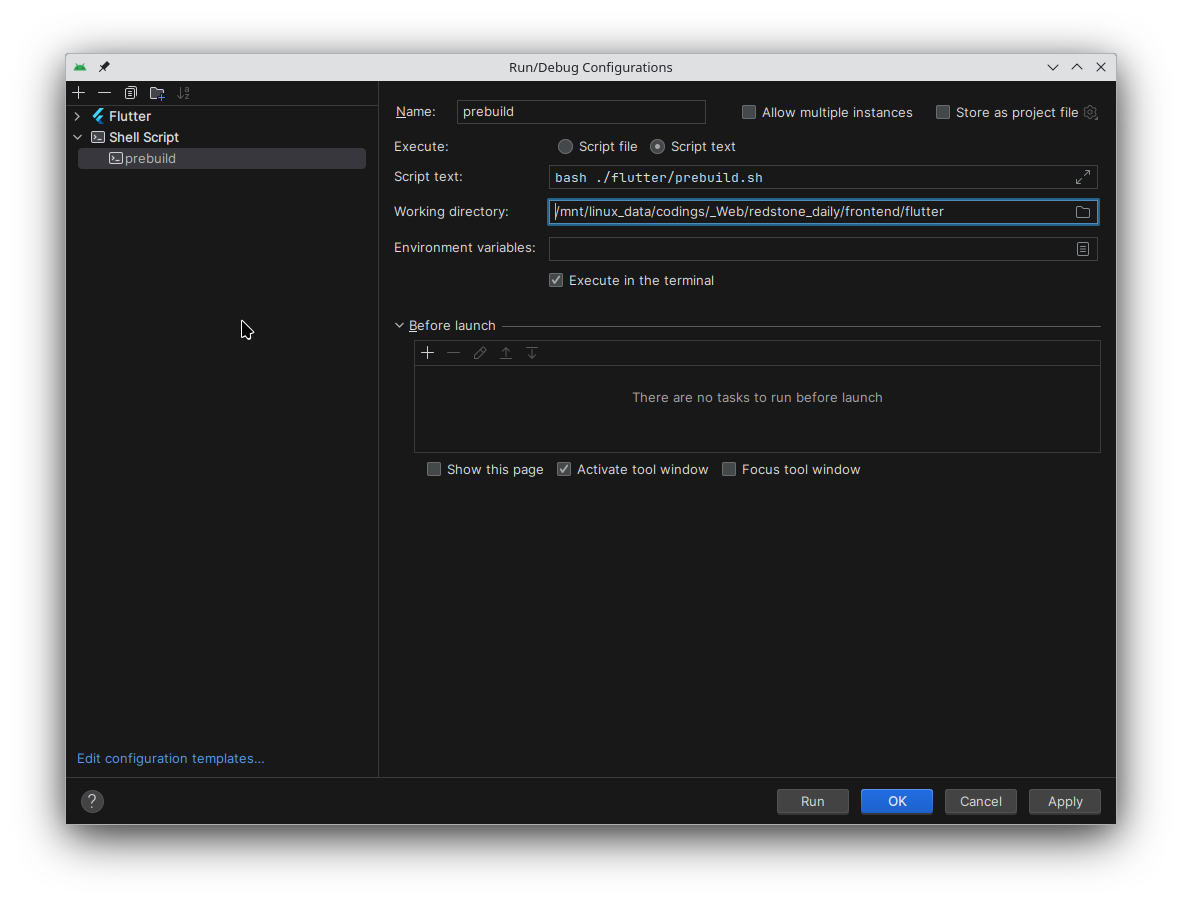 Run/Debug Configurations
Flutter
Shell Script
prebuild
Edit configuration templates...
Name: prebuild Allow multiple instances Store as project file
Execute: Script file Script text
Script text: bash ./flutter/prebuild.sh
Working directory: /mnt/linux_data/codings/_Web/redstone_daily/frontend/flutter
Environment variables:
Execute in the terminal
Before launch
There are no tasks to run before launch
Show this page Activate tool window Focus tool window
? Run OK Cancel Apply